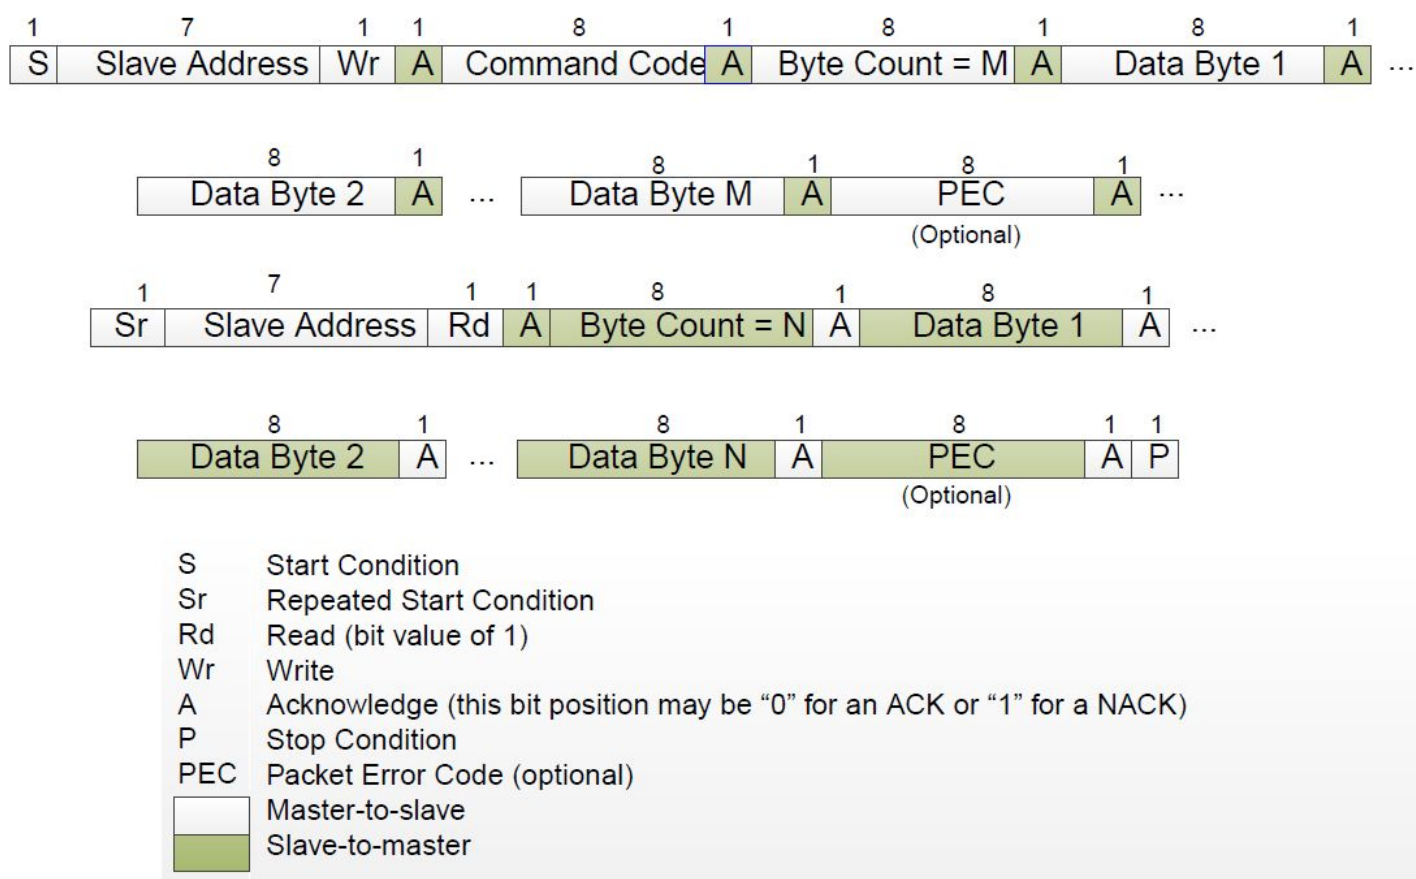 1 7 1 1 8 1 8 1 8 1
S Slave Address Wr A Command Code A Byte Count = M A Data Byte 1 A ...
8 1 8 1 8 1
Data Byte 2 A ... Data Byte M A PEC A ...
(Optional)
1 7 1 1 8 1 8 1
Sr Slave Address Rd A Byte Count = N A Data Byte 1 A ...
8 1 8 1 8 1 1
Data Byte 2 A ... Data Byte N A PEC A P
(Optional)
S Start Condition
Sr Repeated Start Condition
Rd Read (bit value of 1)
Wr Write
A Acknowledge (this bit position may be “0” for an ACK or “1” for a NACK)
P Stop Condition
PEC Packet Error Code (optional)
Master-to-slave
Slave-to-master